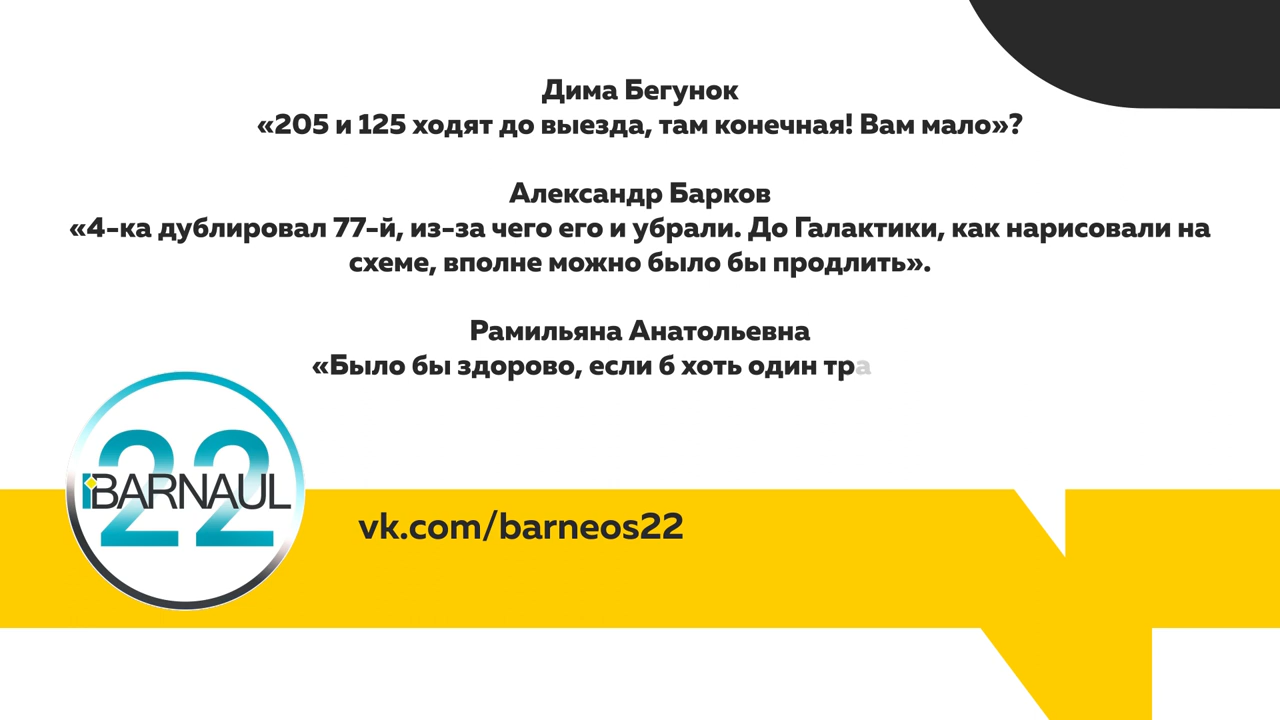 Дима Бегунок
«205 и 125 ходят до выезда, там конечная! Вам мало»?
Александр Барков
«4-ка дублировал 77-й, из-за чего его и убрали. До Галактики, как нарисовали на
схеме, вполне можно было бы продлить».
Рамильяна Анатольевна
«Было бы здорово, если б хоть один тра
22
iBARNAUL
vk.com/barneos22